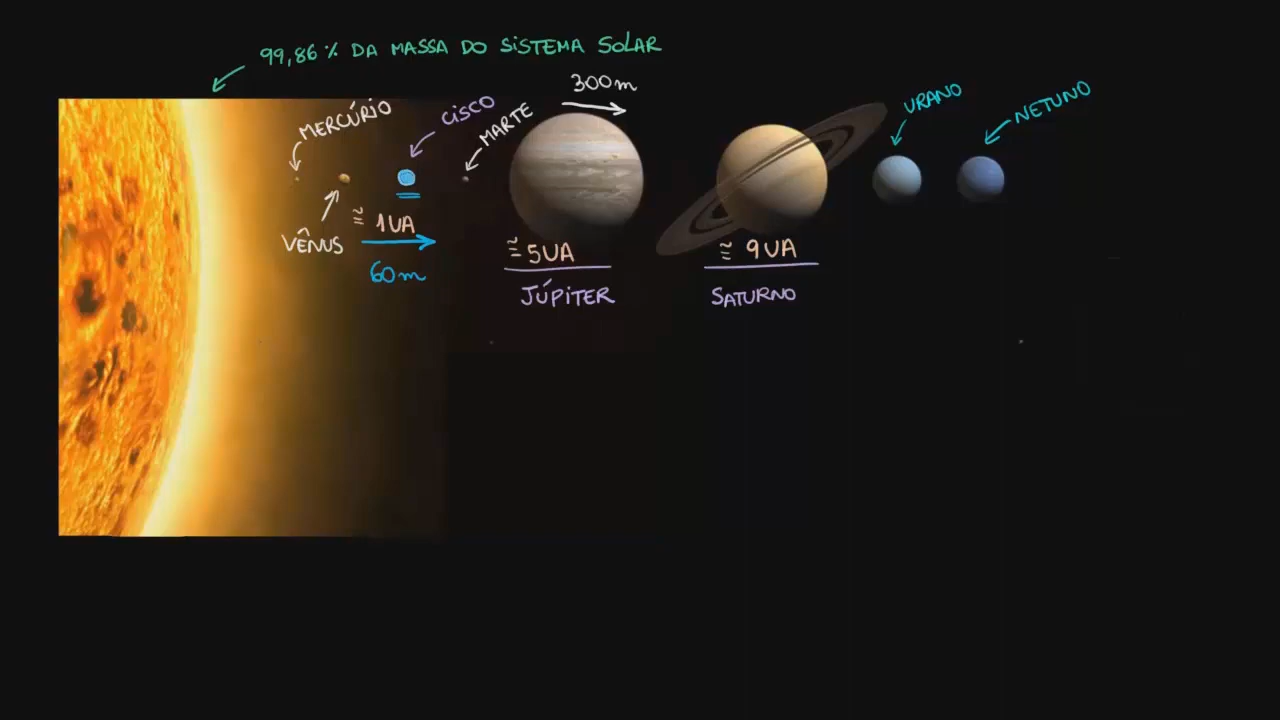 99,86% DA MASSA DO SISTEMA SOLAR
300m
MERCÚRIO
CISCO
MARTE
URANO
NETUNO
VÊNUS
≅ 1UA
60m
≅ 5UA
JÚPITER
≅ 9UA
SATURNO